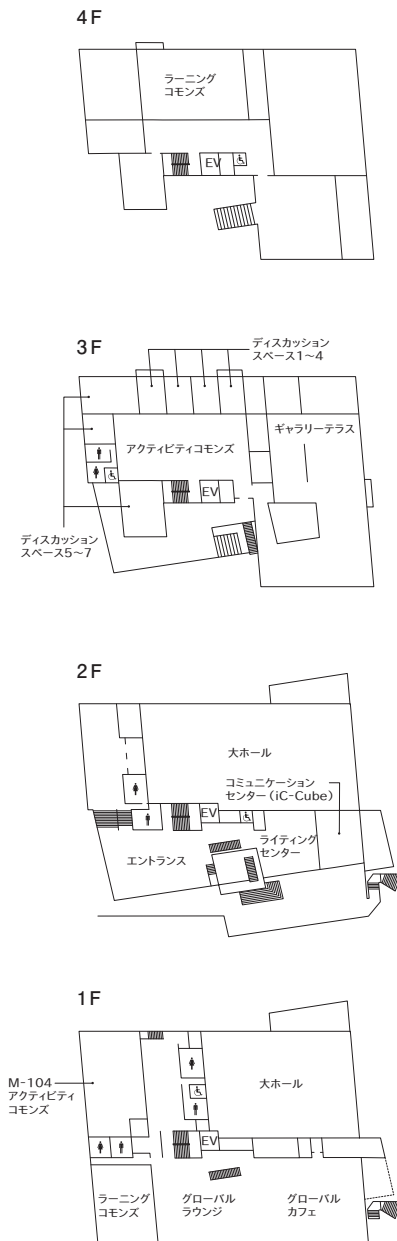 4F
ラーニング
コモンズ
EV
3F
ディスカッション
スペース1〜4
アクティビティコモンズ
ギャラリーテラス
EV
ディスカッション
スペース5〜7
2F
大ホール
コミュニケーション
センター（iC-Cube）
EV
エントランス
ライティング
センター
1F
M-104
アクティビティ
コモンズ
大ホール
EV
ラーニング
コモンズ
グローバル
ラウンジ
グローバル
カフェ